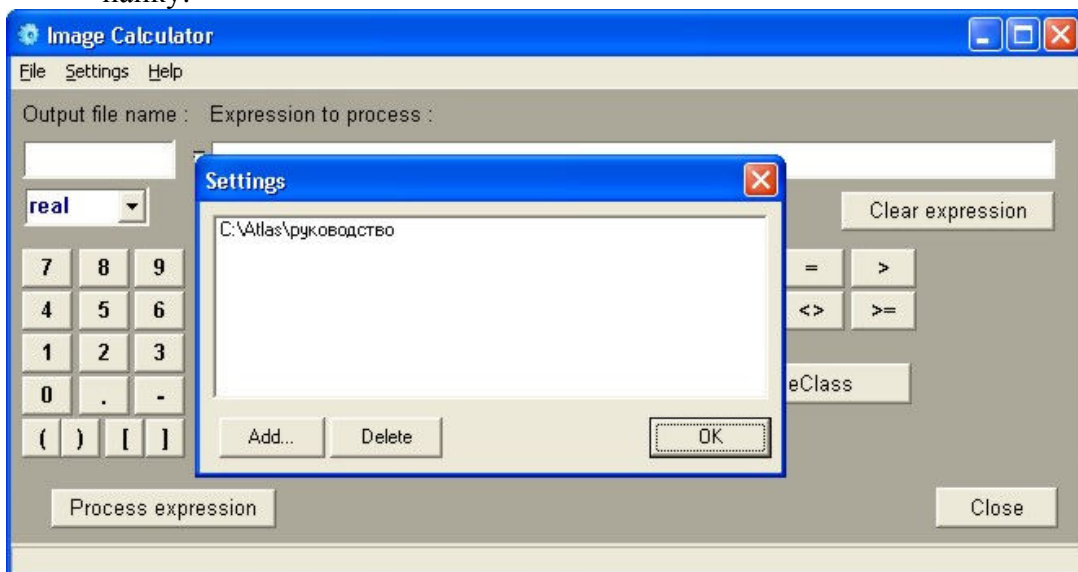 папку.
Image Calculator
File Settings Help
Output file name : Expression to process :
=
Settings
real
Clear expression
C:\Atlas\руководство
7 8 9 = >
4 5 6 <> >=
1 2 3
0 . - eClass
( ) [ ] Add... Delete OK
Process expression Close